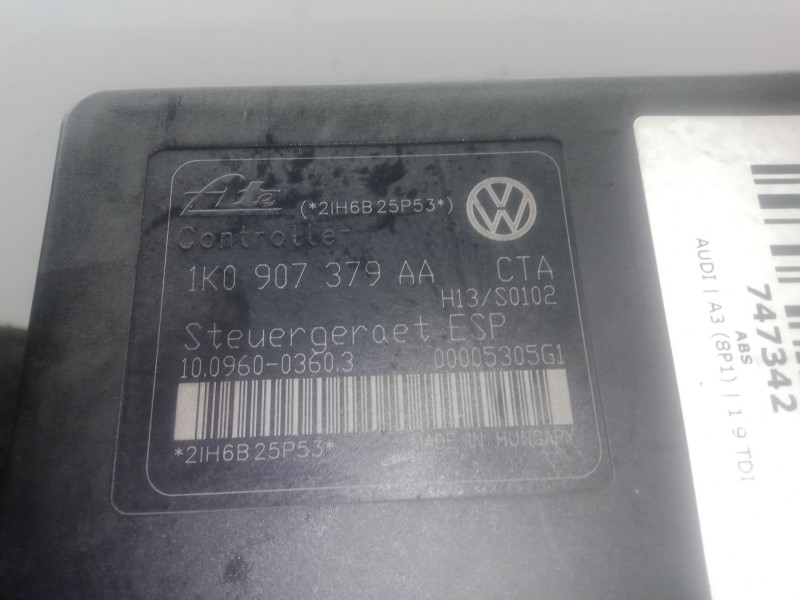 Ate (*2IH6B25P53*)
Controller
1K0 907 379 AA CTA
H13/S0102
Steuergeraet ESP
10.0960-0360.3 00005305G1
*2IH6B25P53* MADE IN HUNGARY
747342
ABS
AUDI | A3 (8P1) | 1 9 TDI